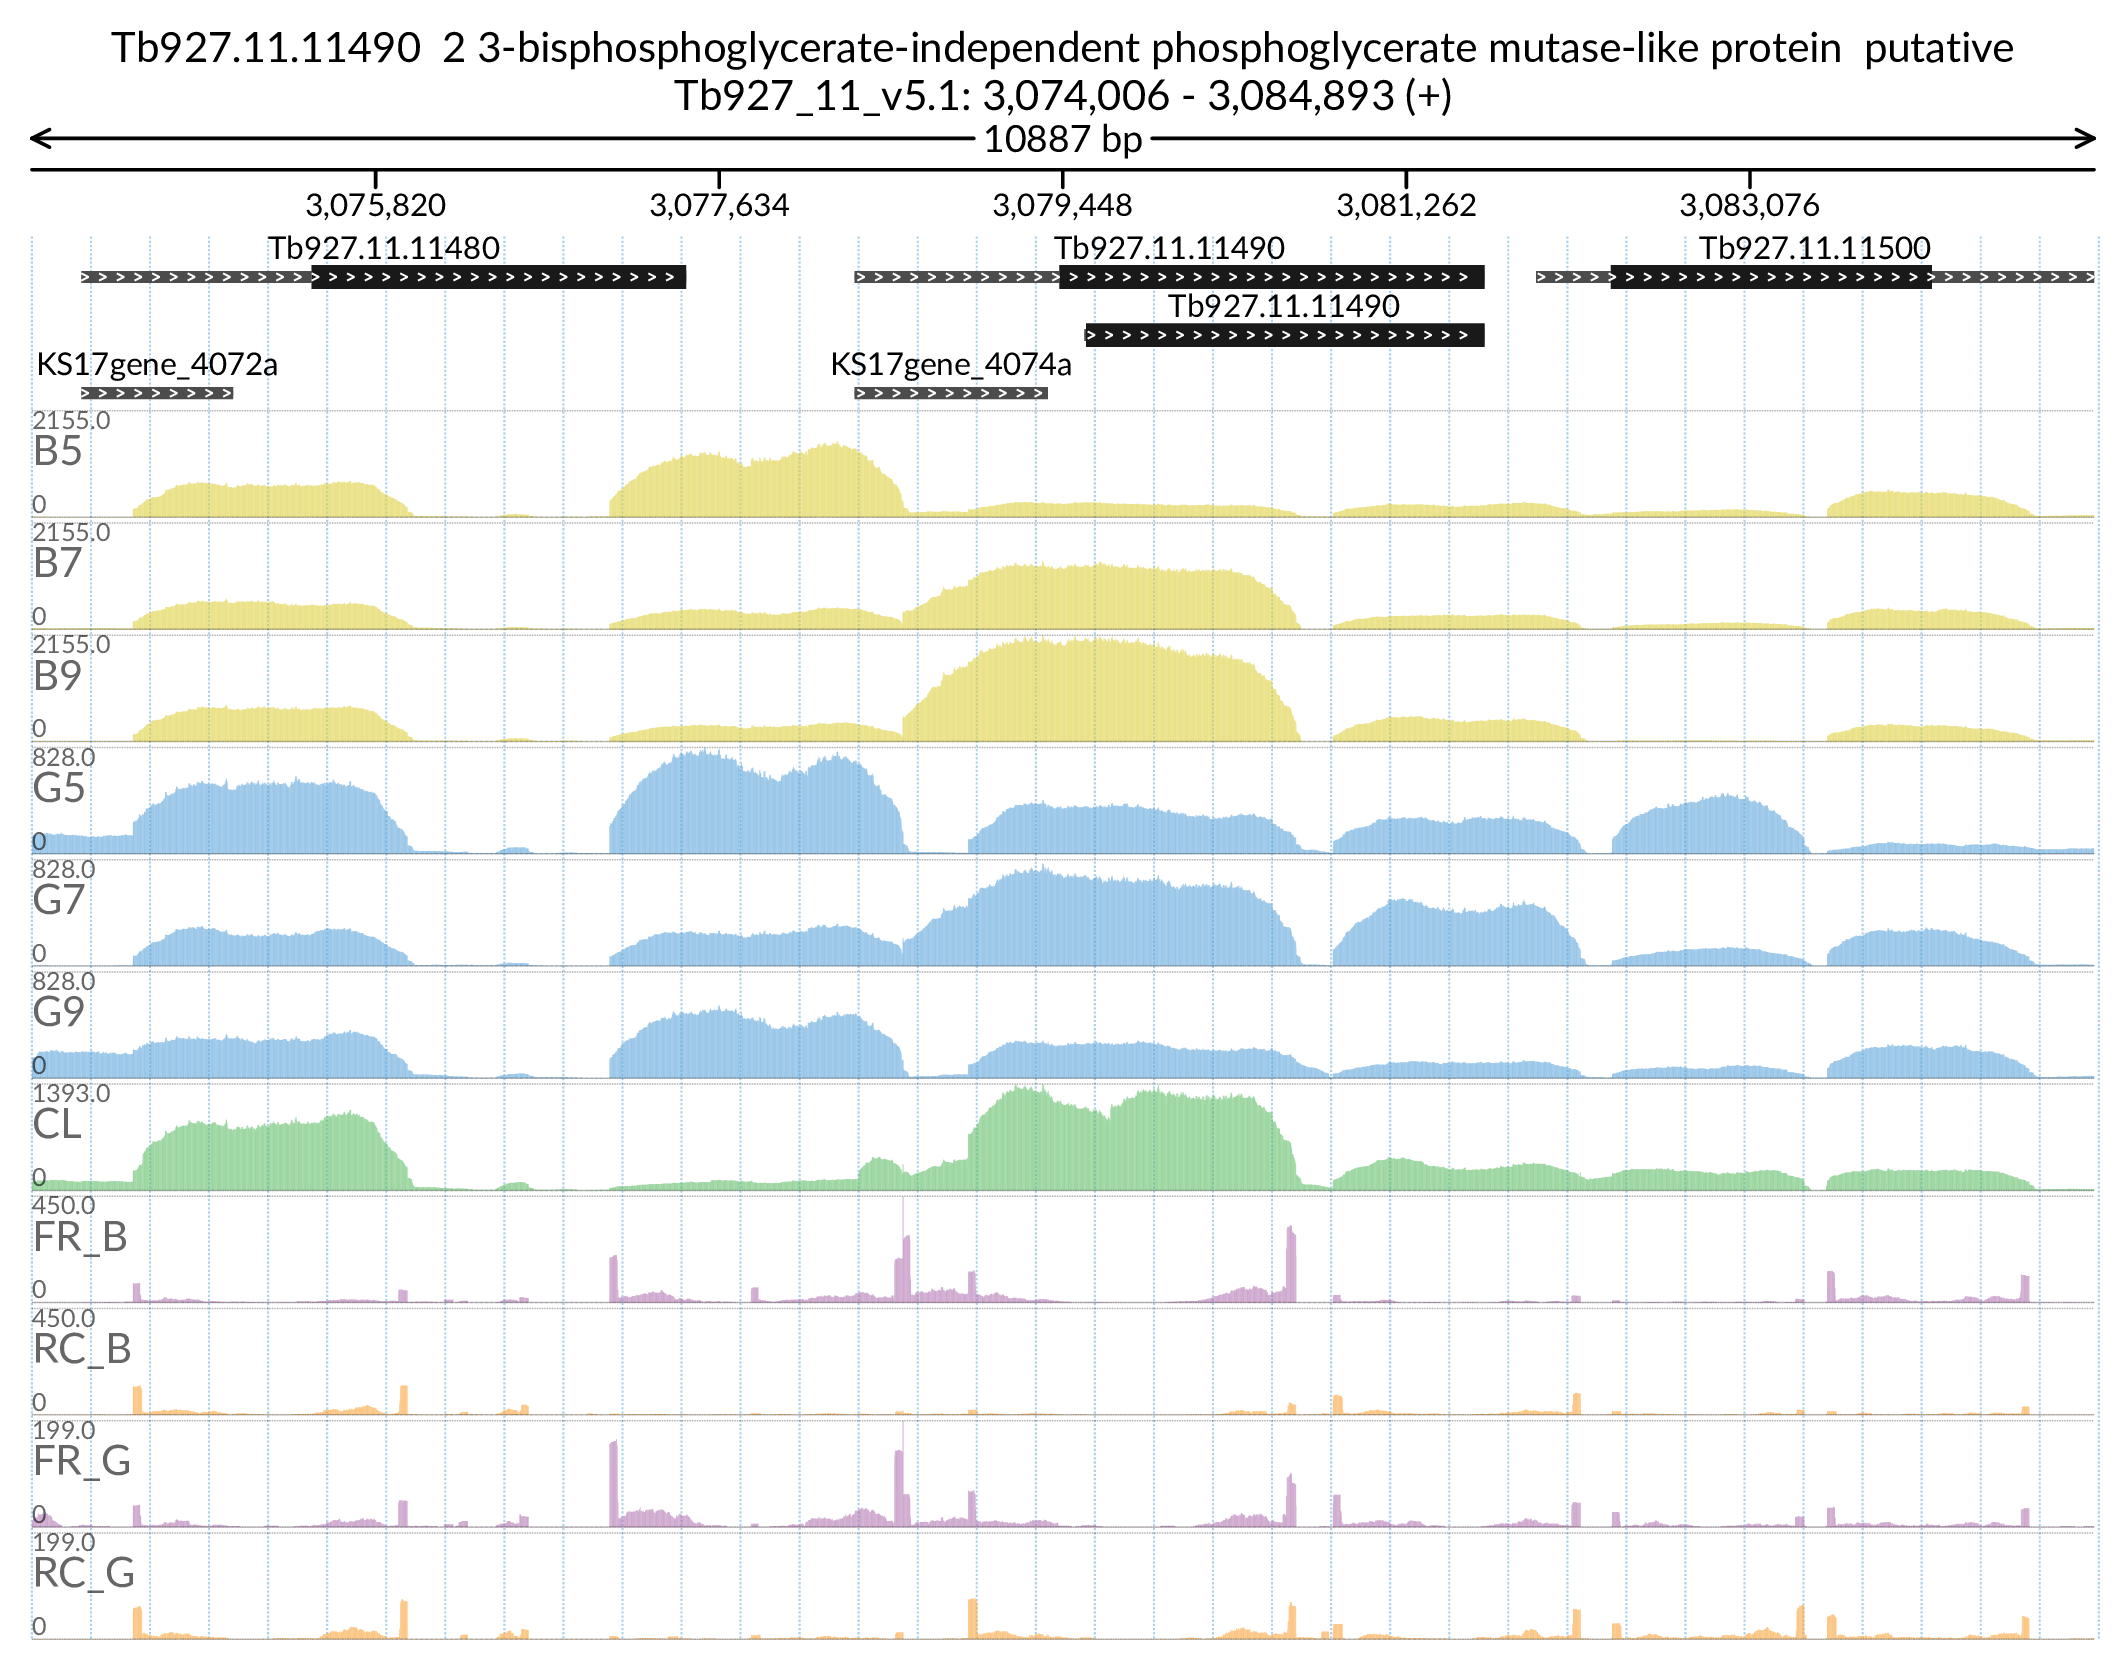 Tb927.11.11490  2 3-bisphosphoglycerate-independent phosphoglycerate mutase-like protein  putative
Tb927_11_v5.1: 3,074,006 - 3,084,893 (+)
10887 bp
3,075,820 3,077,634 3,079,448 3,081,262 3,083,076
Tb927.11.11480 Tb927.11.11490 Tb927.11.11500
Tb927.11.11490
KS17gene_4072a KS17gene_4074a
2155.0
B5
0
2155.0
B7
0
2155.0
B9
0
828.0
G5
0
828.0
G7
0
828.0
G9
0
1393.0
CL
0
450.0
FR_B
0
450.0
RC_B
0
199.0
FR_G
0
199.0
RC_G
0